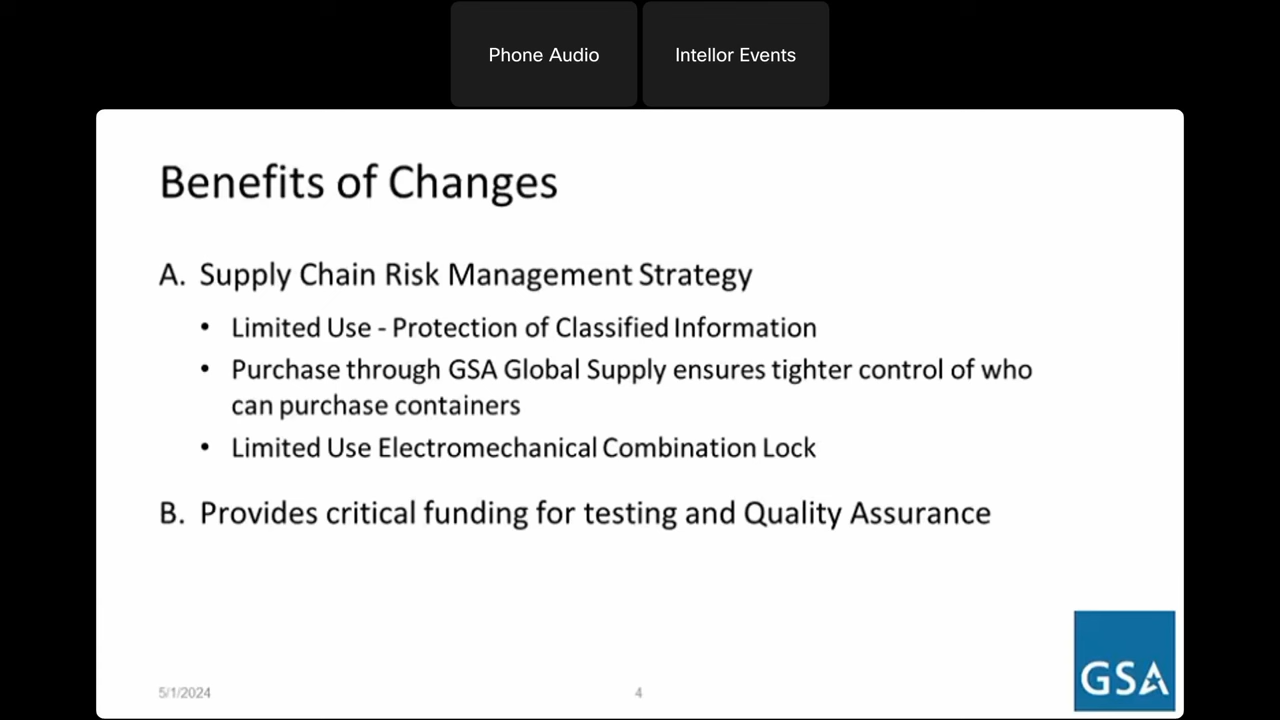 Phone Audio
Intellor Events
Benefits of Changes
A. Supply Chain Risk Management Strategy
• Limited Use - Protection of Classified Information
• Purchase through GSA Global Supply ensures tighter control of who
can purchase containers
• Limited Use Electromechanical Combination Lock
B. Provides critical funding for testing and Quality Assurance
5/1/2024
4
GSA